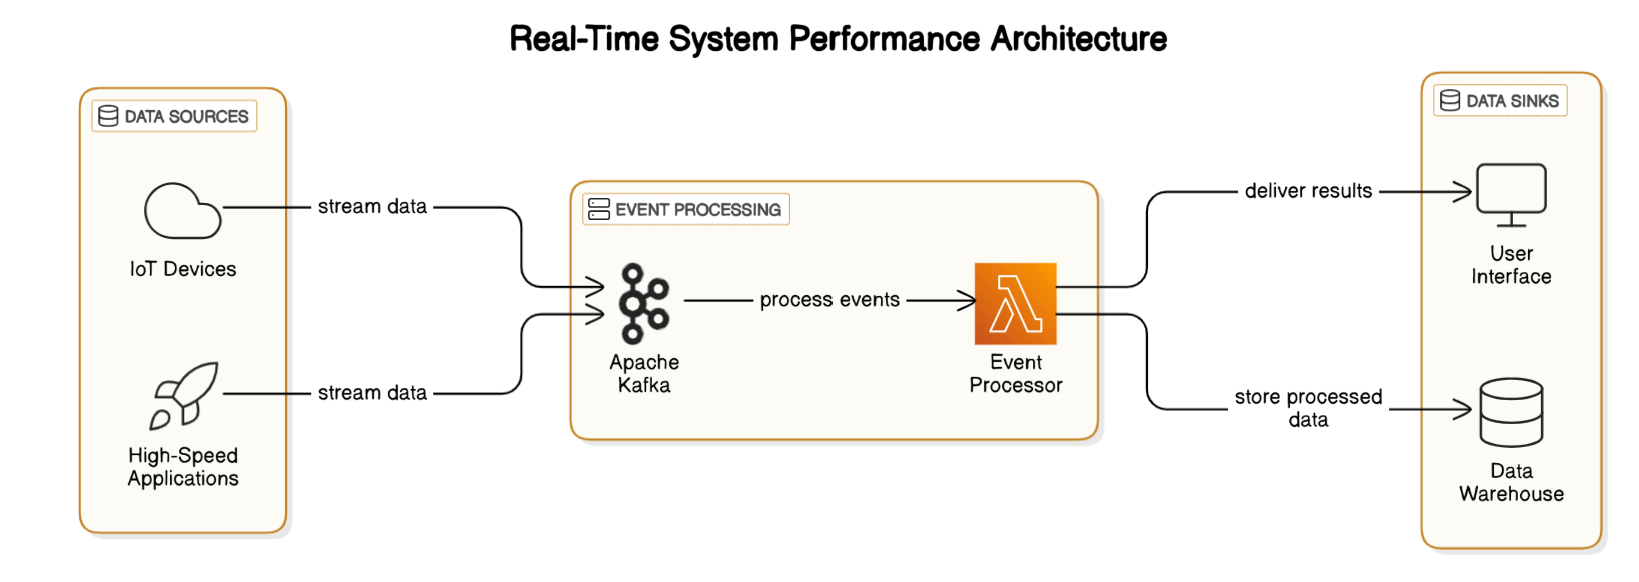 Real-Time System Performance Architecture
DATA SOURCES
IoT Devices
High-Speed
Applications
stream data
stream data
EVENT PROCESSING
Apache
Kafka
process events
Event
Processor
deliver results
store processed
data
DATA SINKS
User
Interface
Data
Warehouse